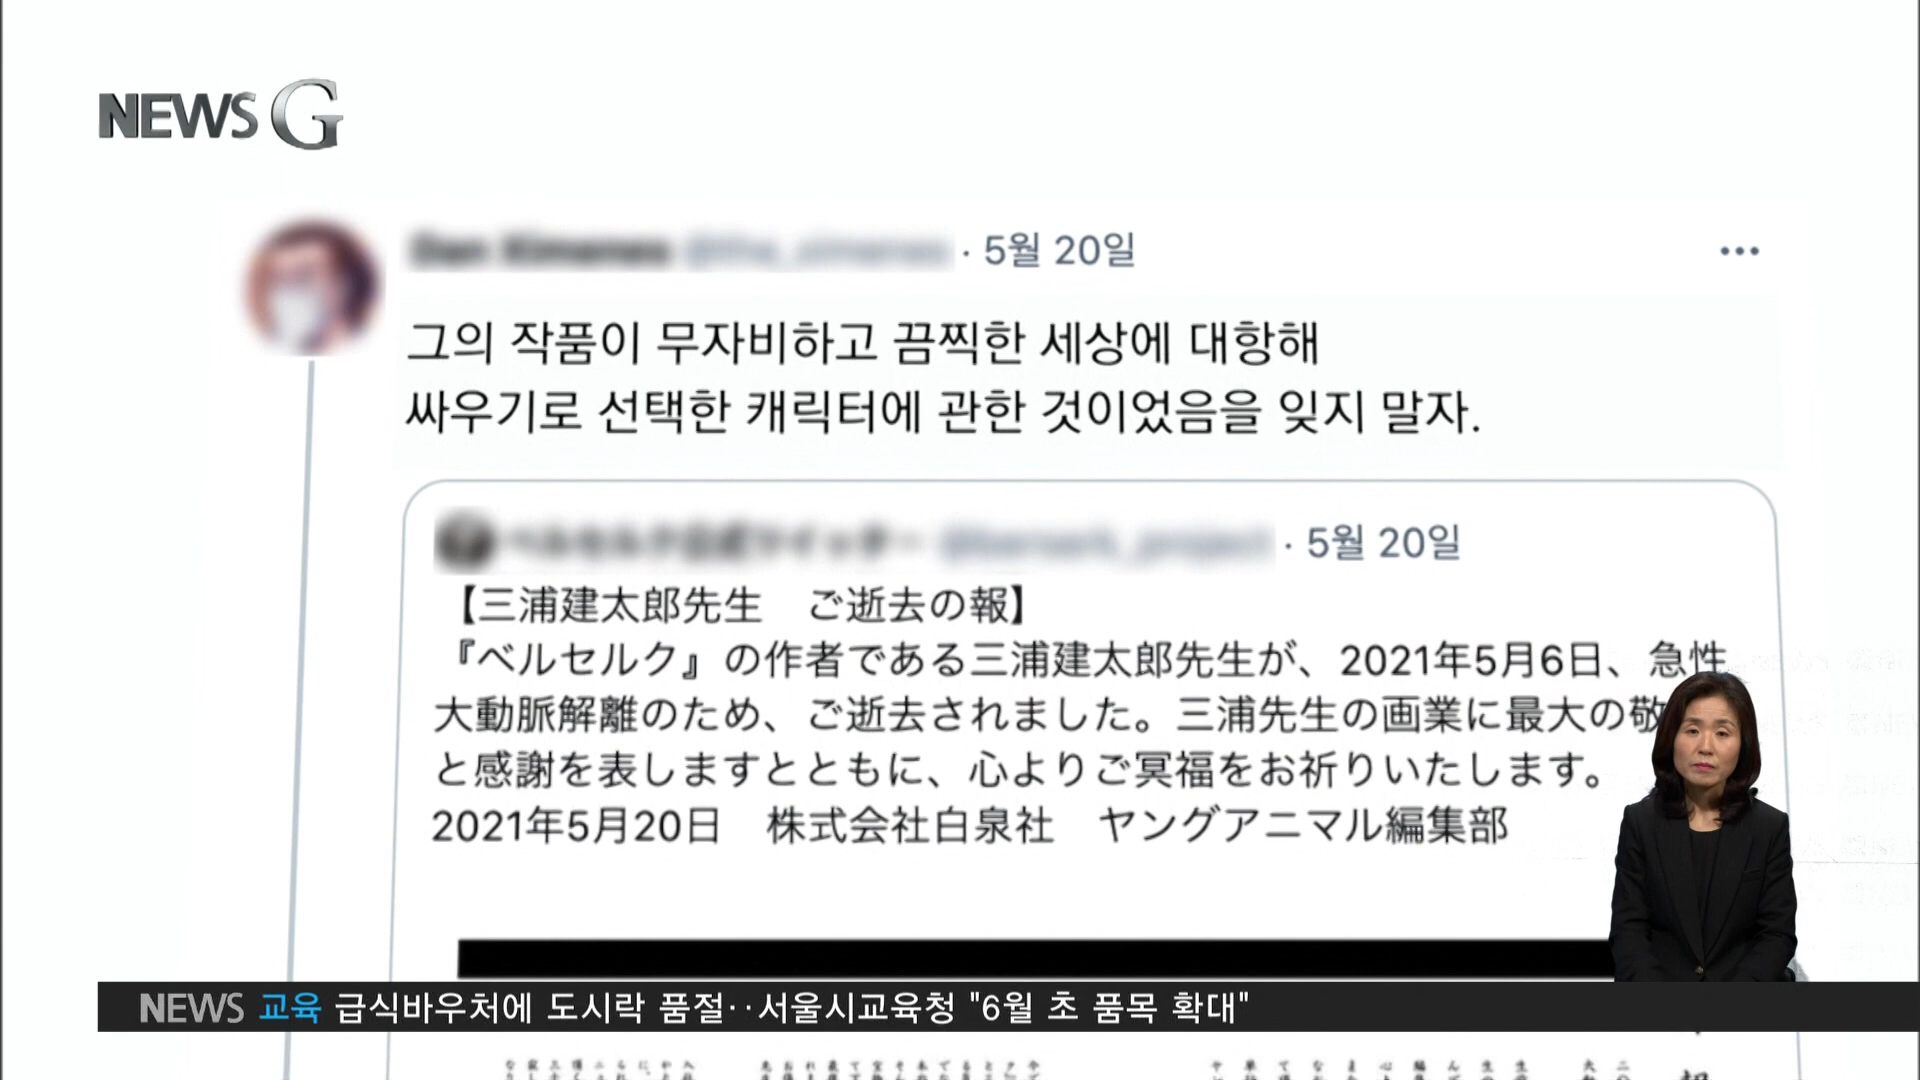 NEWS G
· 5월 20일
그의 작품이 무자비하고 끔찍한 세상에 대항해
싸우기로 선택한 캐릭터에 관한 것이었음을 잊지 말자.
· 5월 20일
【三浦建太郎先生　ご逝去の報】
『ベルセルク』の作者である三浦建太郎先生が、2021年5月6日、急性
大動脈解離のため、ご逝去されました。三浦先生の画業に最大の敬
と感謝を表しますとともに、心よりご冥福をお祈りいたします。
2021年5月20日　株式会社白泉社　ヤングアニマル編集部
NEWS 교육 급식바우처에 도시락 품절‥서울시교육청 "6월 초 품목 확대"